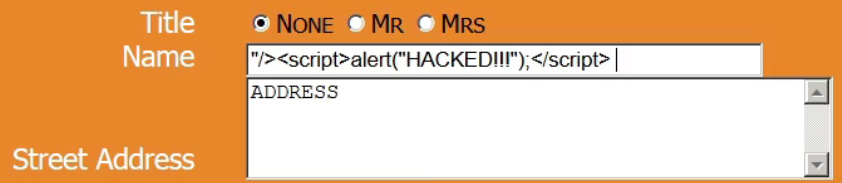 Title NONE MR MRS
Name "/><script>alert("HACKED!!!");</script>
ADDRESS
Street Address